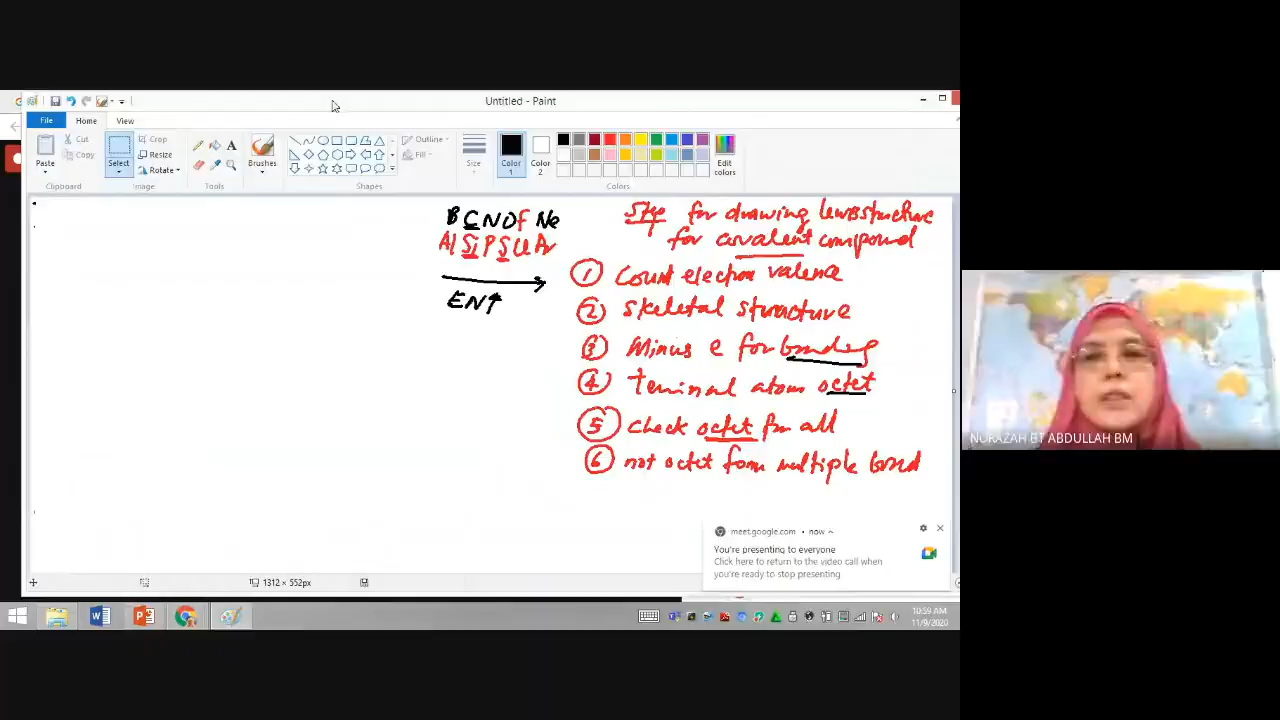 Untitled - Paint
File Home View
Cut
Copy
Paste
Clipboard
Crop
Resize
Rotate
Select
Image
Tools
Brushes
Shapes
Outline
Fill
Size
Color 1
Color 2
Edit colors
Colors
B C N O F Ne
Al Si P S Cl Ar
EN↑
Step for drawing lewis structure
for covalent compound
1 Count electron valence
2 Skeletal structure
3 Minus e for bonding
4 Terminal atom octet
5 check octet for all
6 not octet form multiple bond
meet.google.com • now
You're presenting to everyone
Click here to return to the video call when
you're ready to stop presenting
1312 × 552px
10:59 AM
11/9/2020
NORAZAH BT ABDULLAH BM